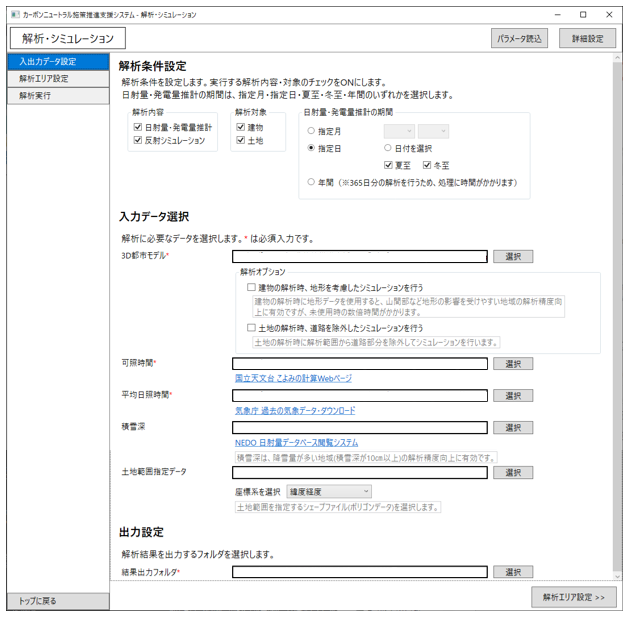 カーボンニュートラル施策推進支援システム - 解析・シミュレーション
解析・シミュレーション
パラメータ読込
詳細設定
入出力データ設定
解析エリア設定
解析実行
解析条件設定
解析条件を設定します。実行する解析内容・対象のチェックをONにします。
日射量・発電量推計の期間は、指定月・指定日・夏至・冬至・年間のいずれかを選択します。
解析内容
日射量・発電量推計
反射シミュレーション
解析対象
建物
土地
日射量・発電量推計の期間
指定月
指定日
日付を選択
夏至
冬至
年間（※365日分の解析を行うため、処理に時間がかかります）
入力データ選択
解析に必要なデータを選択します。* は必須入力です。
3D都市モデル*
選択
解析オプション
建物の解析時、地形を考慮したシミュレーションを行う
建物の解析時に地形データを使用すると、山間部など地形の影響を受けやすい地域の解析精度向
上に有効ですが、未使用時の数倍時間がかかります。
土地の解析時、道路を除外したシミュレーションを行う
土地の解析時に解析範囲から道路部分を除外してシミュレーションを行います。
可照時間*
選択
国立天文台 こよみの計算Webページ
平均日照時間*
選択
気象庁 過去の気象データ・ダウンロード
積雪深
選択
NEDO 日射量データベース閲覧システム
積雪深は、降雪量が多い地域(積雪深が10cm以上)の解析精度向上に有効です。
土地範囲指定データ
選択
座標系を選択
緯度経度
土地範囲を指定するシェープファイル(ポリゴンデータ)を選択します。
出力設定
解析結果を出力するフォルダを選択します。
結果出力フォルダ*
選択
トップに戻る
解析エリア設定 >>